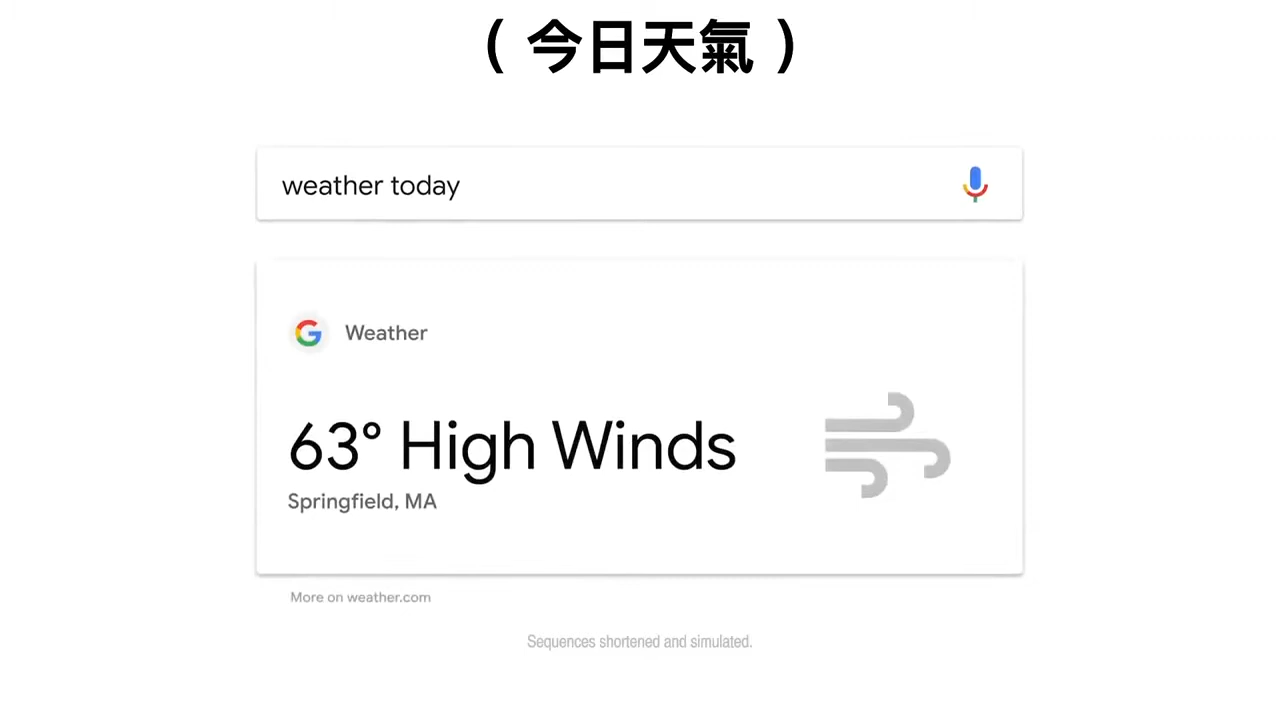 （今日天氣）
weather today
Weather
63° High Winds
Springfield, MA
More on weather.com
Sequences shortened and simulated.